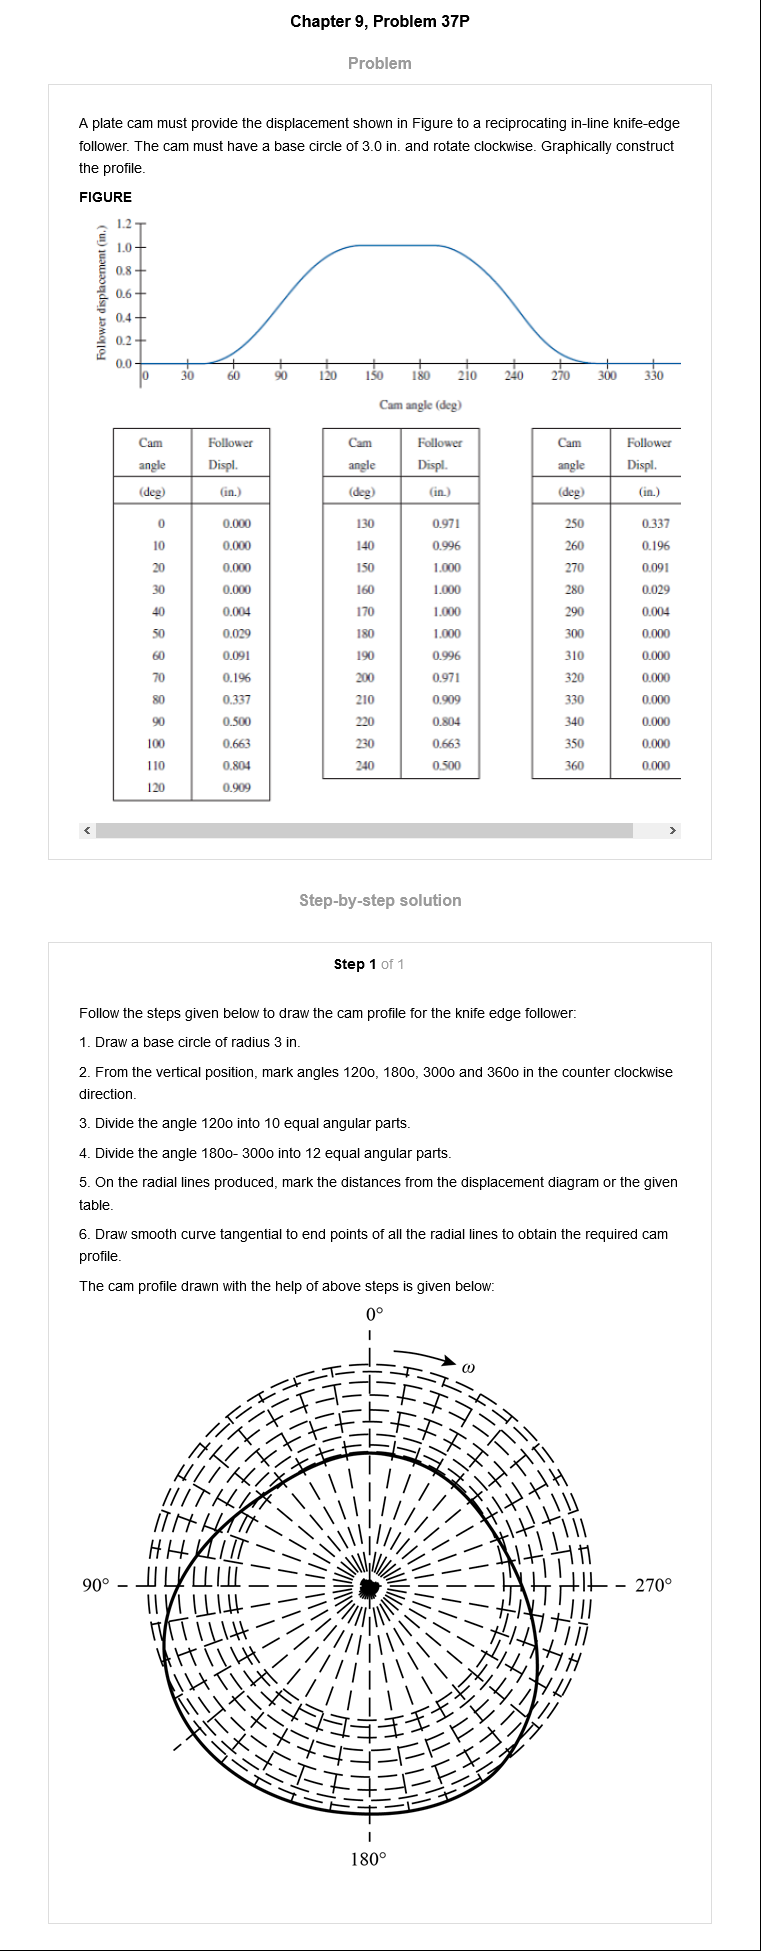 Chapter 9, Problem 37P
Problem
A plate cam must provide the displacement shown in Figure to a reciprocating in-line knife-edge
follower. The cam must have a base circle of 3.0 in. and rotate clockwise. Graphically construct
the profile.
FIGURE
Follower displacement (in.)
1.2
1.0
0.8
0.6
0.4
0.2
0.0
0 30 60 90 120 150 180 210 240 270 300 330
Cam angle (deg)
Cam Follower Cam Follower Cam Follower
angle Displ. angle Displ. angle Displ.
(deg) (in.) (deg) (in.) (deg) (in.)
0 0.000 130 0.971 250 0.337
10 0.000 140 0.996 260 0.196
20 0.000 150 1.000 270 0.091
30 0.000 160 1.000 280 0.029
40 0.004 170 1.000 290 0.004
50 0.029 180 1.000 300 0.000
60 0.091 190 0.996 310 0.000
70 0.196 200 0.971 320 0.000
80 0.337 210 0.909 330 0.000
90 0.500 220 0.804 340 0.000
100 0.663 230 0.663 350 0.000
110 0.804 240 0.500 360 0.000
120 0.909
Step-by-step solution
Step 1 of 1
Follow the steps given below to draw the cam profile for the knife edge follower:
1. Draw a base circle of radius 3 in.
2. From the vertical position, mark angles 120o, 180o, 300o and 360o in the counter clockwise
direction.
3. Divide the angle 120o into 10 equal angular parts.
4. Divide the angle 180o- 300o into 12 equal angular parts.
5. On the radial lines produced, mark the distances from the displacement diagram or the given
table.
6. Draw smooth curve tangential to end points of all the radial lines to obtain the required cam
profile.
The cam profile drawn with the help of above steps is given below:
0°
ω
90°
270°
180°